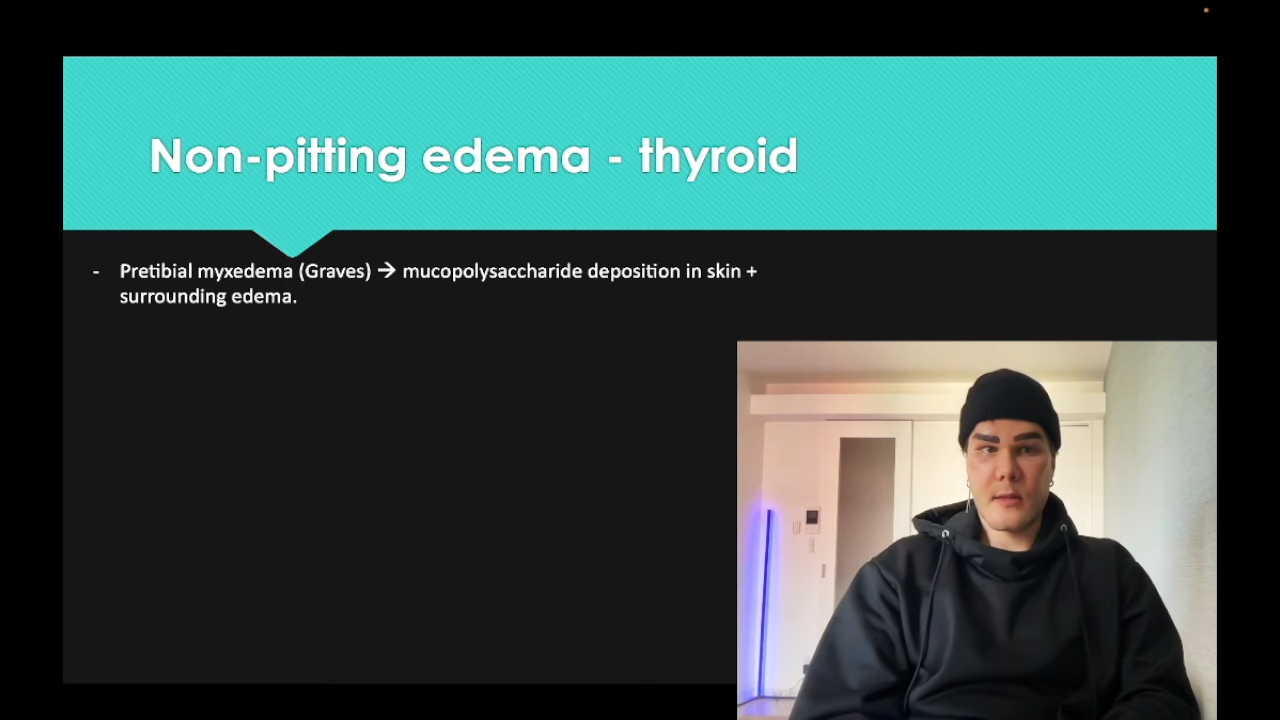 Non-pitting edema - thyroid
- Pretibial myxedema (Graves) → mucopolysaccharide deposition in skin +
surrounding edema.